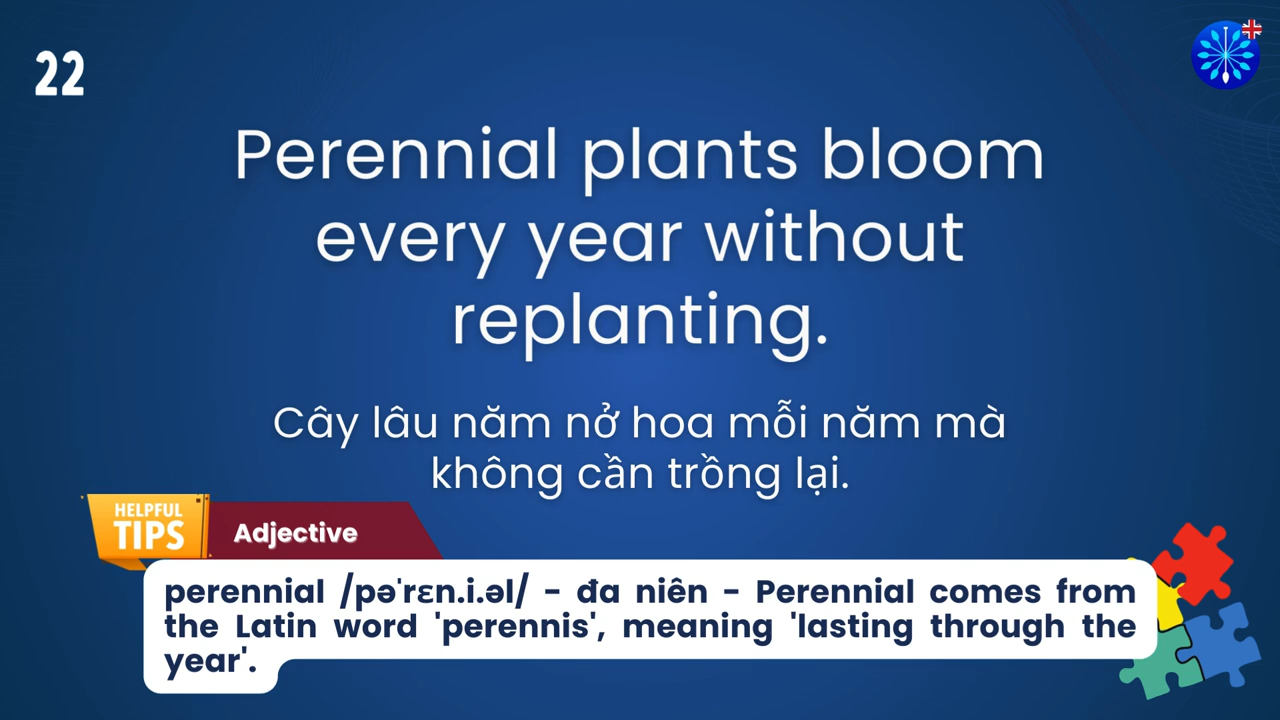 22
Perennial plants bloom
every year without
replanting.
Cây lâu năm nở hoa mỗi năm mà
không cần trồng lại.
HELPFUL
TIPS
Adjective
perennial /pəˈrɛn.i.əl/ - đa niên - Perennial comes from
the Latin word 'perennis', meaning 'lasting through the
year'.